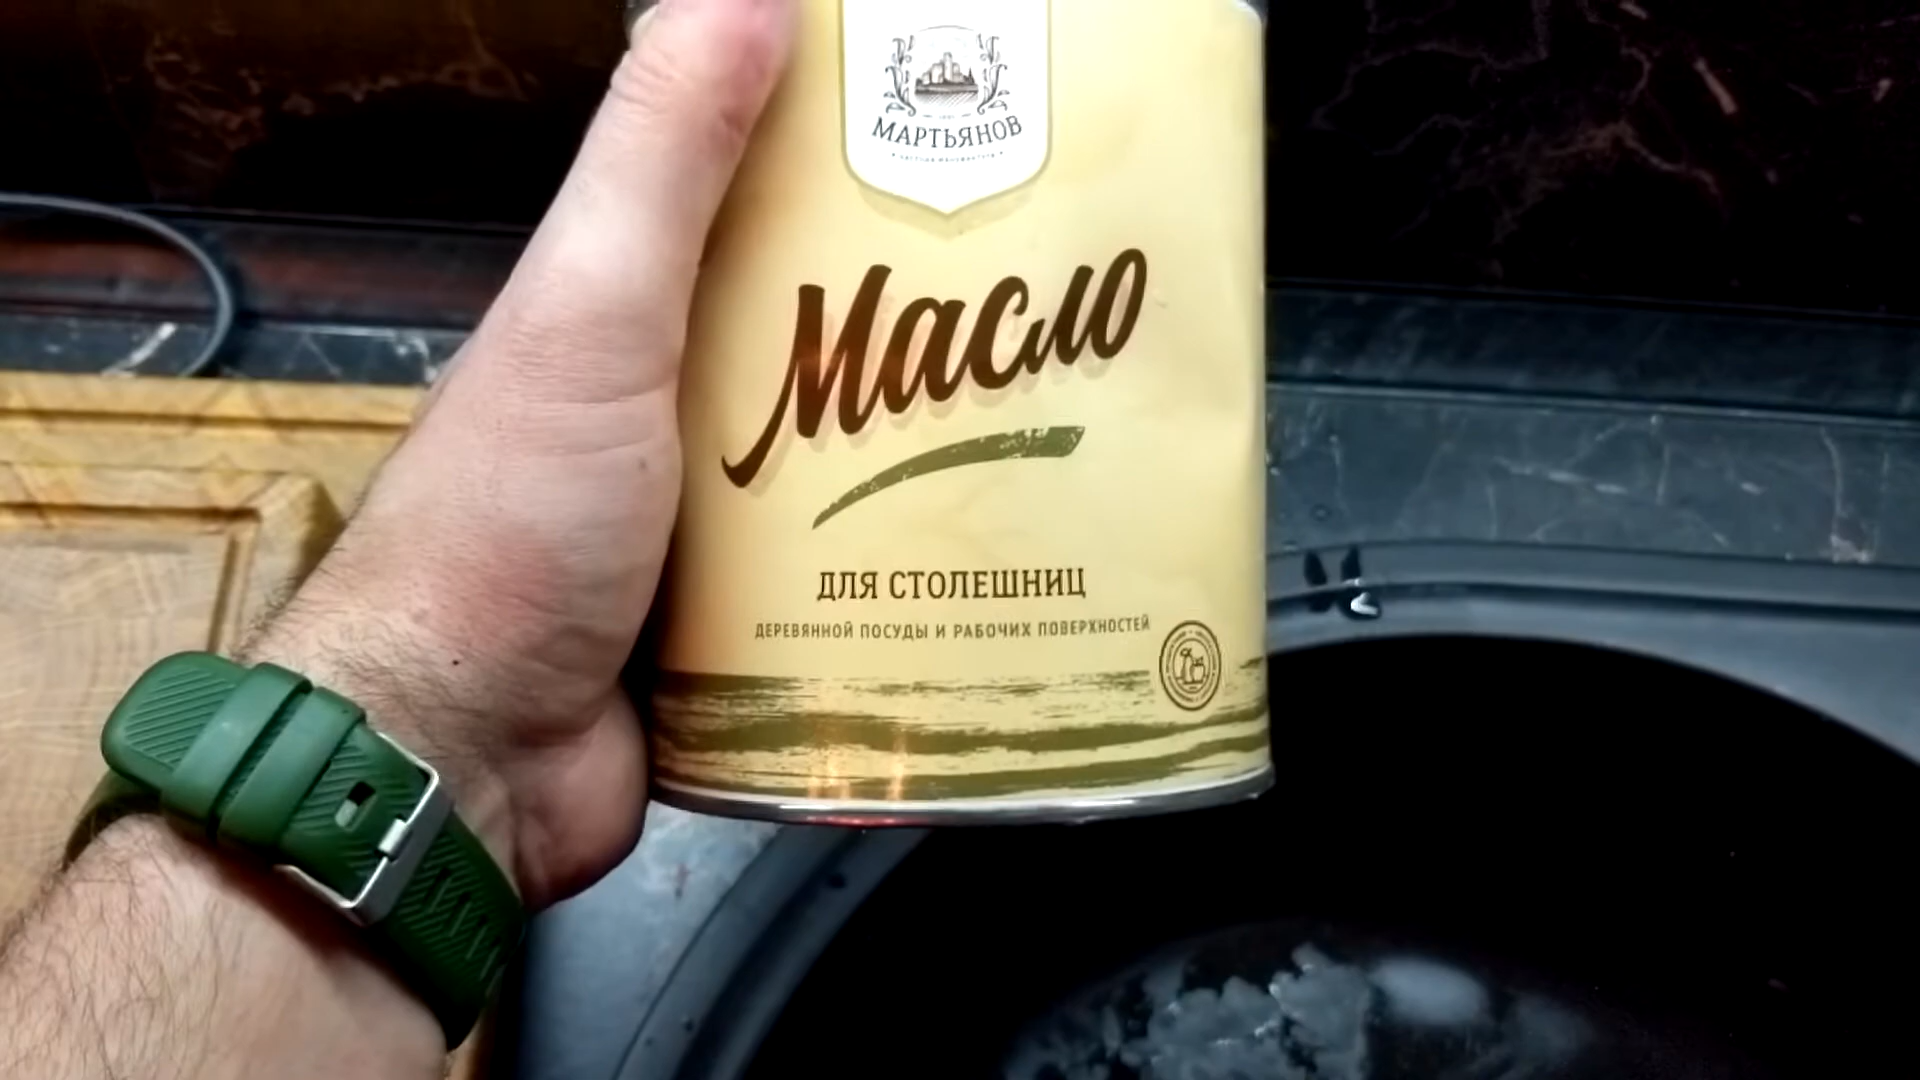 МАРТЬЯНОВ
Масло
ДЛЯ СТОЛЕШНИЦ
ДЕРЕВЯННОЙ ПОСУДЫ И РАБОЧИХ ПОВЕРХНОСТЕЙ